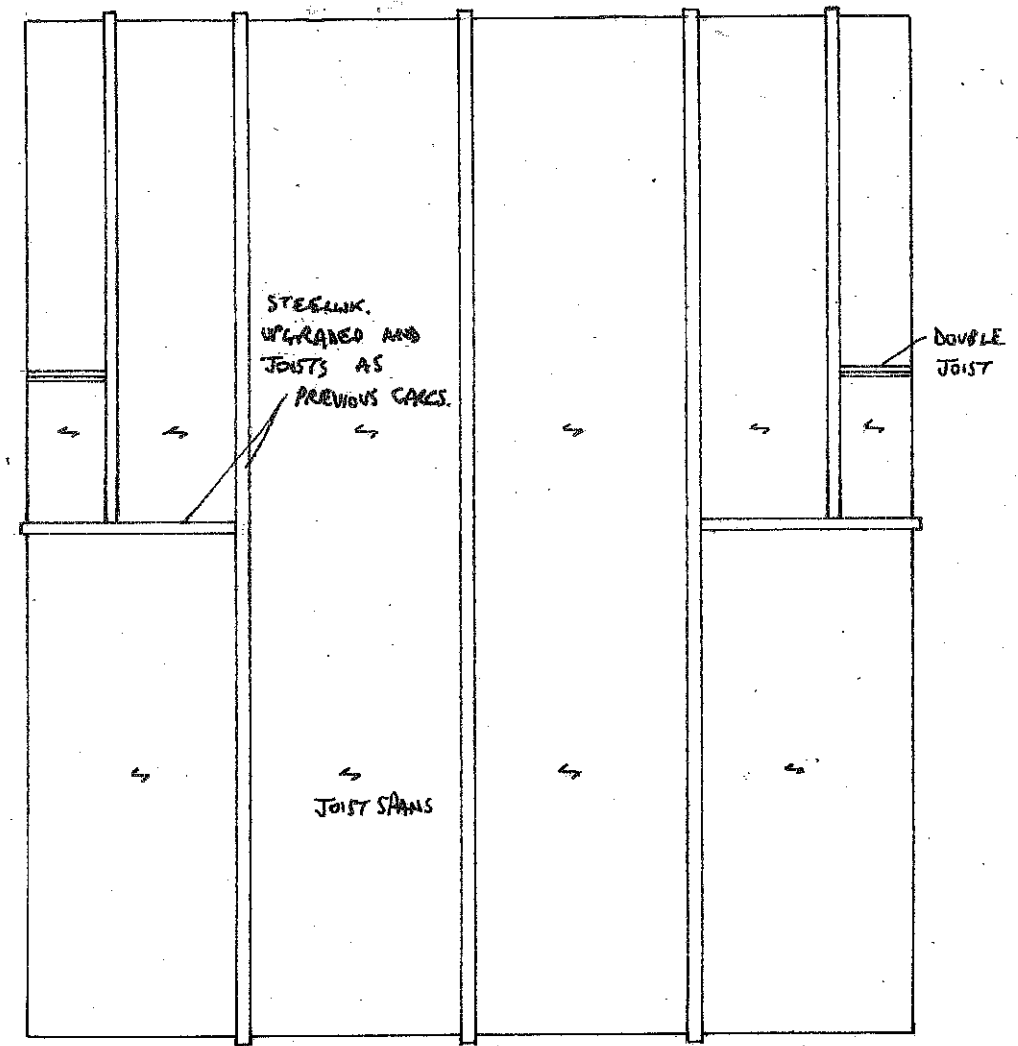 STEELWK.
UPGRADED AND
JOISTS AS
PREVIOUS CALCS.
DOUBLE
JOIST
JOIST SPANS